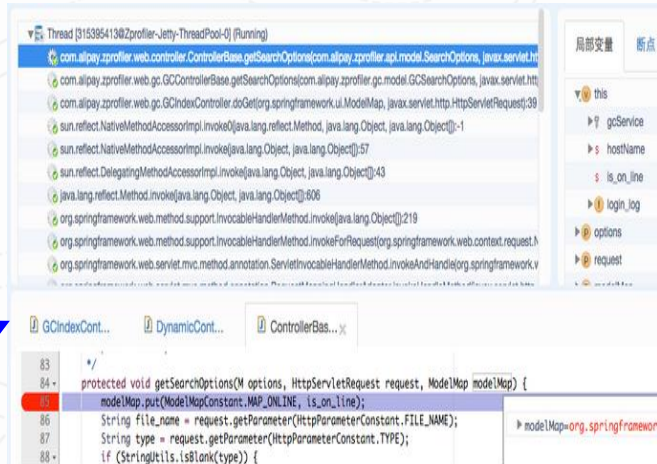 Thread [315395413@Zprofiler-Jetty-ThreadPool-0] (Running)
com.alipay.zprofiler.web.controller.ControllerBase.getSearchOptions(com.alipay.zprofiler.api.model.SearchOptions, javax.servlet.htt
com.alipay.zprofiler.web.gc.GCControllerBase.getSearchOptions(com.alipay.zprofiler.gc.model.GCSearchOptions, javax.servlet.http
com.alipay.zprofiler.web.gc.GCIndexController.doGet(org.springframework.ui.ModelMap, javax.servlet.http.HttpServletRequest):39
sun.reflect.NativeMethodAccessorImpl.invoke0(java.lang.reflect.Method, java.lang.Object, java.lang.Object[]):-1
sun.reflect.NativeMethodAccessorImpl.invoke(java.lang.Object, java.lang.Object[]):57
sun.reflect.DelegatingMethodAccessorImpl.invoke(java.lang.Object, java.lang.Object[]):43
java.lang.reflect.Method.invoke(java.lang.Object, java.lang.Object[]):606
org.springframework.web.method.support.InvocableHandlerMethod.invoke(java.lang.Object[]):219
org.springframework.web.method.support.InvocableHandlerMethod.invokeForRequest(org.springframework.web.context.request.N
org.springframework.web.servlet.mvc.method.annotation.ServletInvocableHandlerMethod.invokeAndHandle(org.springframework.w
局部变量 断点
this
gcService
hostName
is_on_line
login_log
options
request
GCIndexCont... DynamicCont... ControllerBas...
83 */
84 protected void getSearchOptions(M options, HttpServletRequest request, ModelMap modelMap) {
85 modelMap.put(ModelMapConstant.MAP_ONLINE, is_on_line);
86 String file_name = request.getParameter(HttpParameterConstant.FILE_NAME);
87 String type = request.getParameter(HttpParameterConstant.TYPE);
88 if (StringUtils.isBlank(type)) {
modelMap=org.springframewor